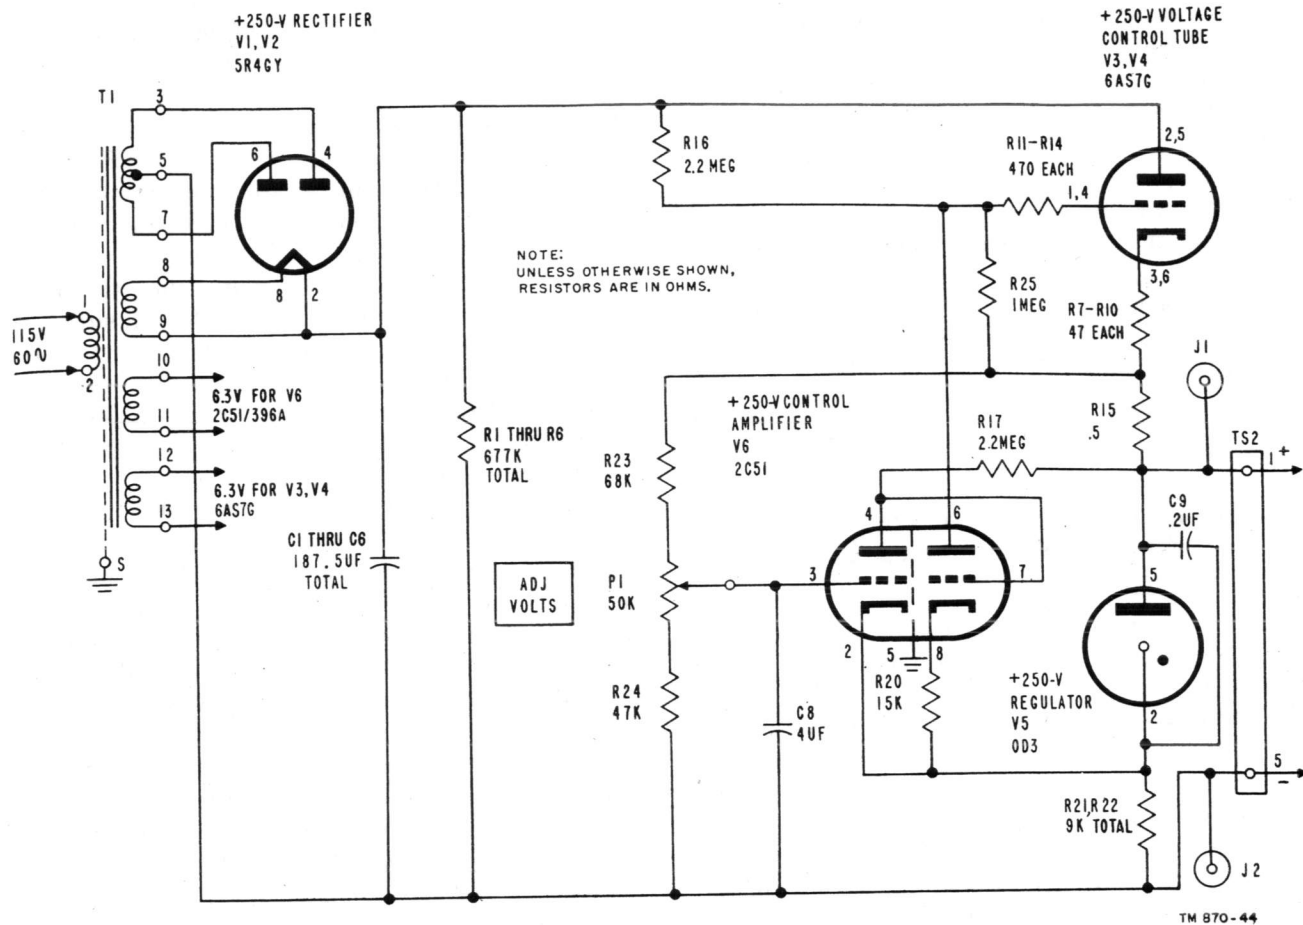 +250-V RECTIFIER
V1, V2
5R4GY
+250-V VOLTAGE
CONTROL TUBE
V3, V4
6AS7G
T1
3
5
7
8
9
10
11
12
13
S
1
2
115V
60~
6
4
8
2
6.3V FOR V6
2C51/396A
6.3V FOR V3, V4
6AS7G
C1 THRU C6
187.5UF
TOTAL
R1 THRU R6
677K
TOTAL
NOTE:
UNLESS OTHERWISE SHOWN,
RESISTORS ARE IN OHMS.
R16
2.2 MEG
R11-R14
470 EACH
1,4
2,5
3,6
R25
1MEG
R7-R10
47 EACH
J1
R15
.5
R17
2.2MEG
+250-V CONTROL
AMPLIFIER
V6
2C51
R23
68K
ADJ
VOLTS
P1
50K
R24
47K
C8
4UF
4
6
3
7
2
5
8
R20
15K
C9
.2UF
5
2
+250-V
REGULATOR
V5
OD3
TS2
1
+
5
-
R21,R22
9K TOTAL
J2
TM 870-44